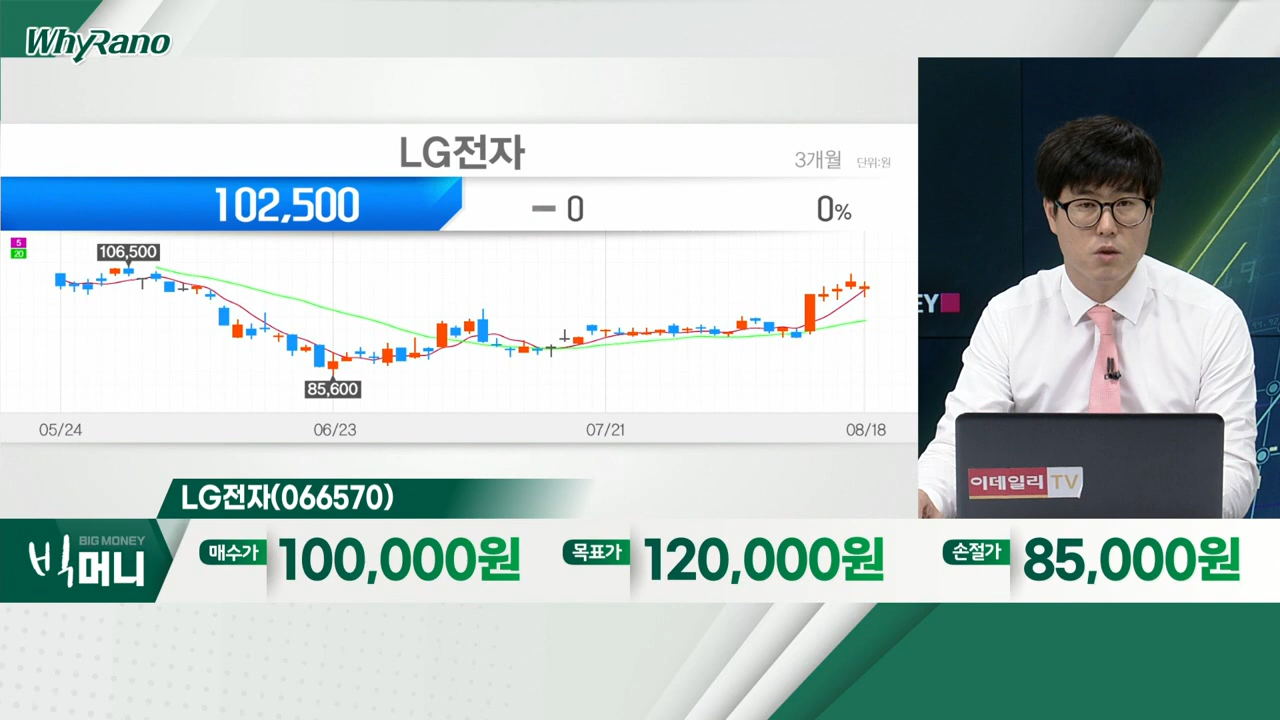 WhyRano
LG전자
3개월 단위:원
102,500
0
0%
5
20
106,500
85,600
05/24
06/23
07/21
08/18
EY
이데일리 TV
LG전자(066570)
BIG MONEY
빅머니
매수가 100,000원
목표가 120,000원
손절가 85,000원